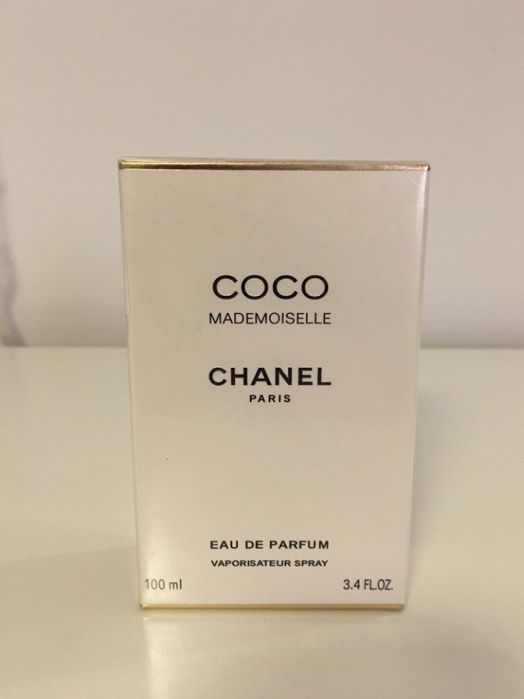 COCO
MADEMOISELLE
CHANEL
PARIS
EAU DE PARFUM
VAPORISATEUR SPRAY
100 ml 3.4 FL.OZ.